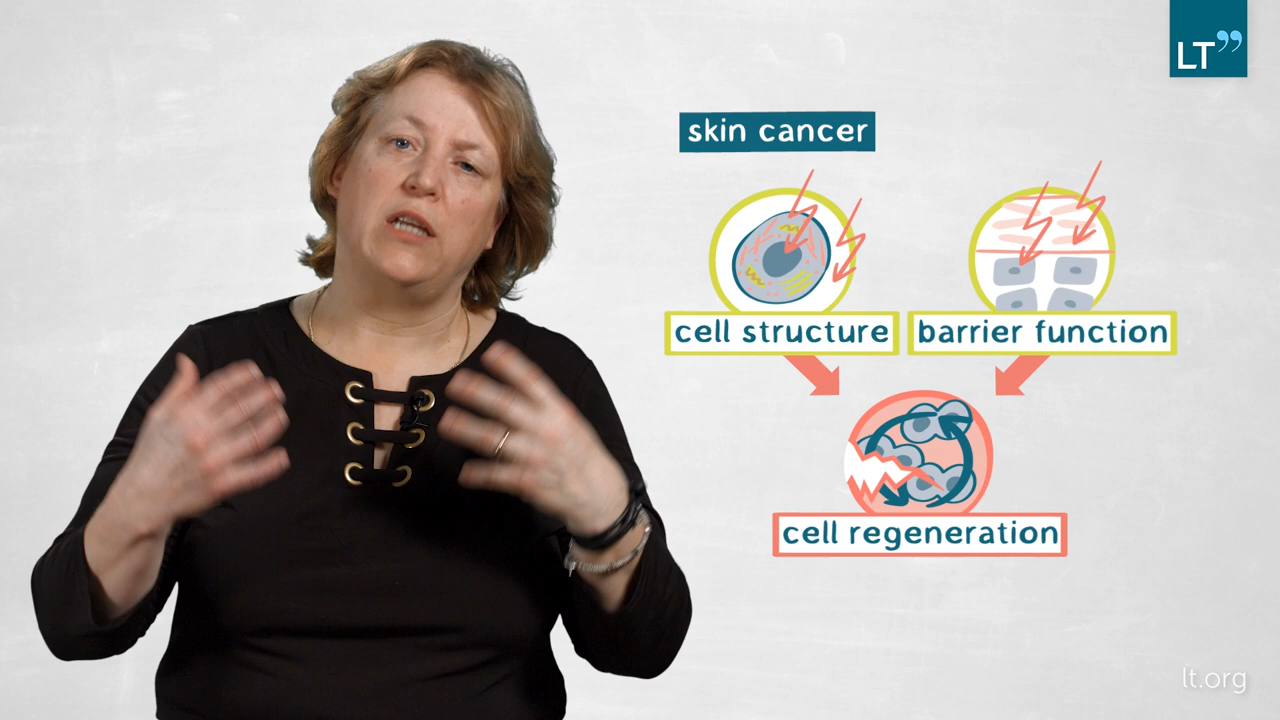 LT”
skin cancer
cell structure
barrier function
cell regeneration
lt.org